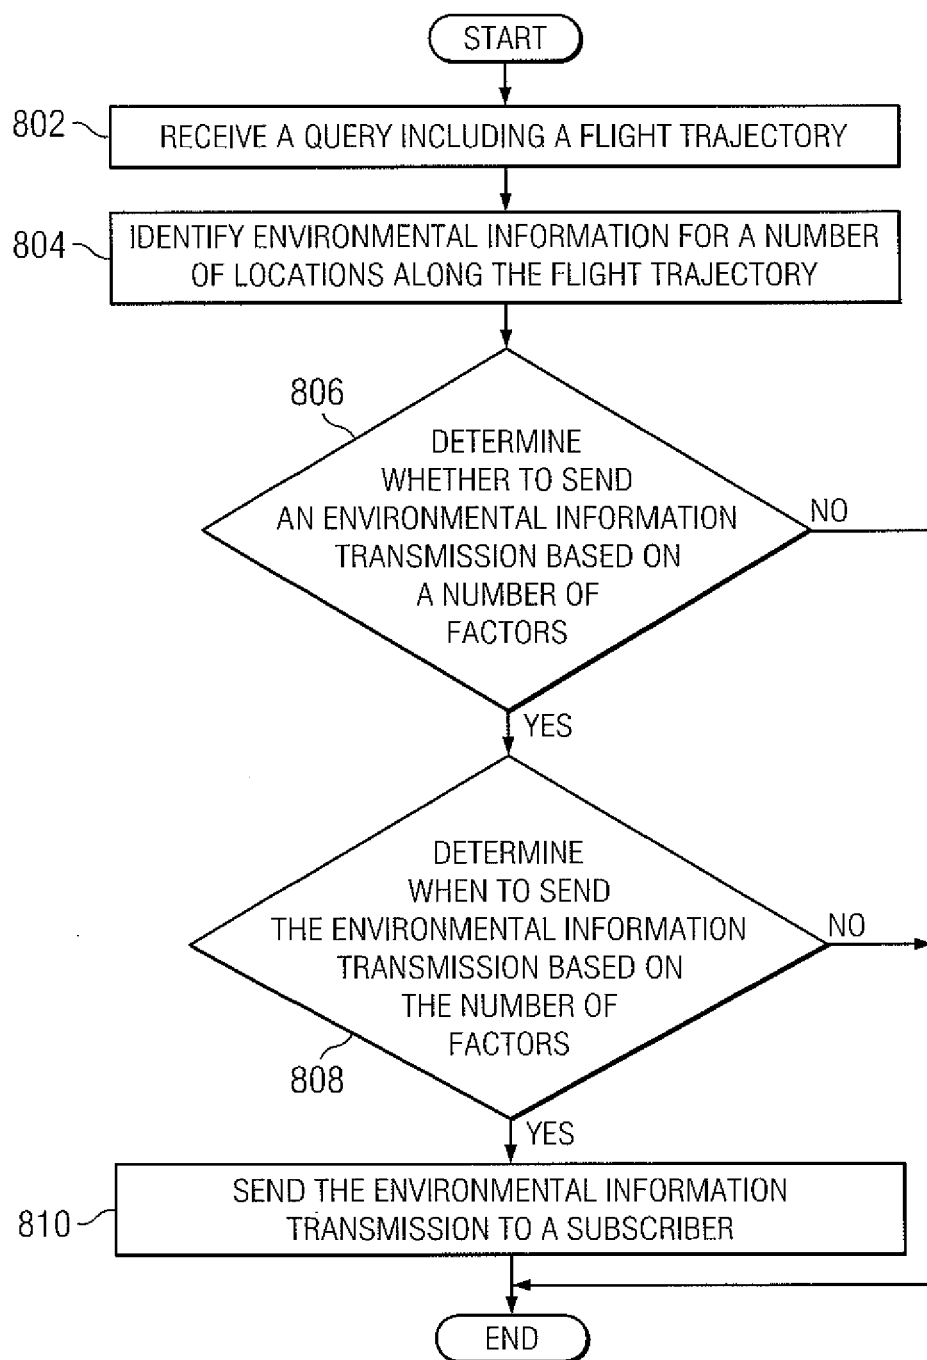 START
802
RECEIVE A QUERY INCLUDING A FLIGHT TRAJECTORY
804
IDENTIFY ENVIRONMENTAL INFORMATION FOR A NUMBER
OF LOCATIONS ALONG THE FLIGHT TRAJECTORY
806
DETERMINE
WHETHER TO SEND
AN ENVIRONMENTAL INFORMATION
TRANSMISSION BASED ON
A NUMBER OF
FACTORS
NO
YES
DETERMINE
WHEN TO SEND
THE ENVIRONMENTAL INFORMATION
TRANSMISSION BASED ON
THE NUMBER OF
FACTORS
NO
808
YES
810
SEND THE ENVIRONMENTAL INFORMATION
TRANSMISSION TO A SUBSCRIBER
END